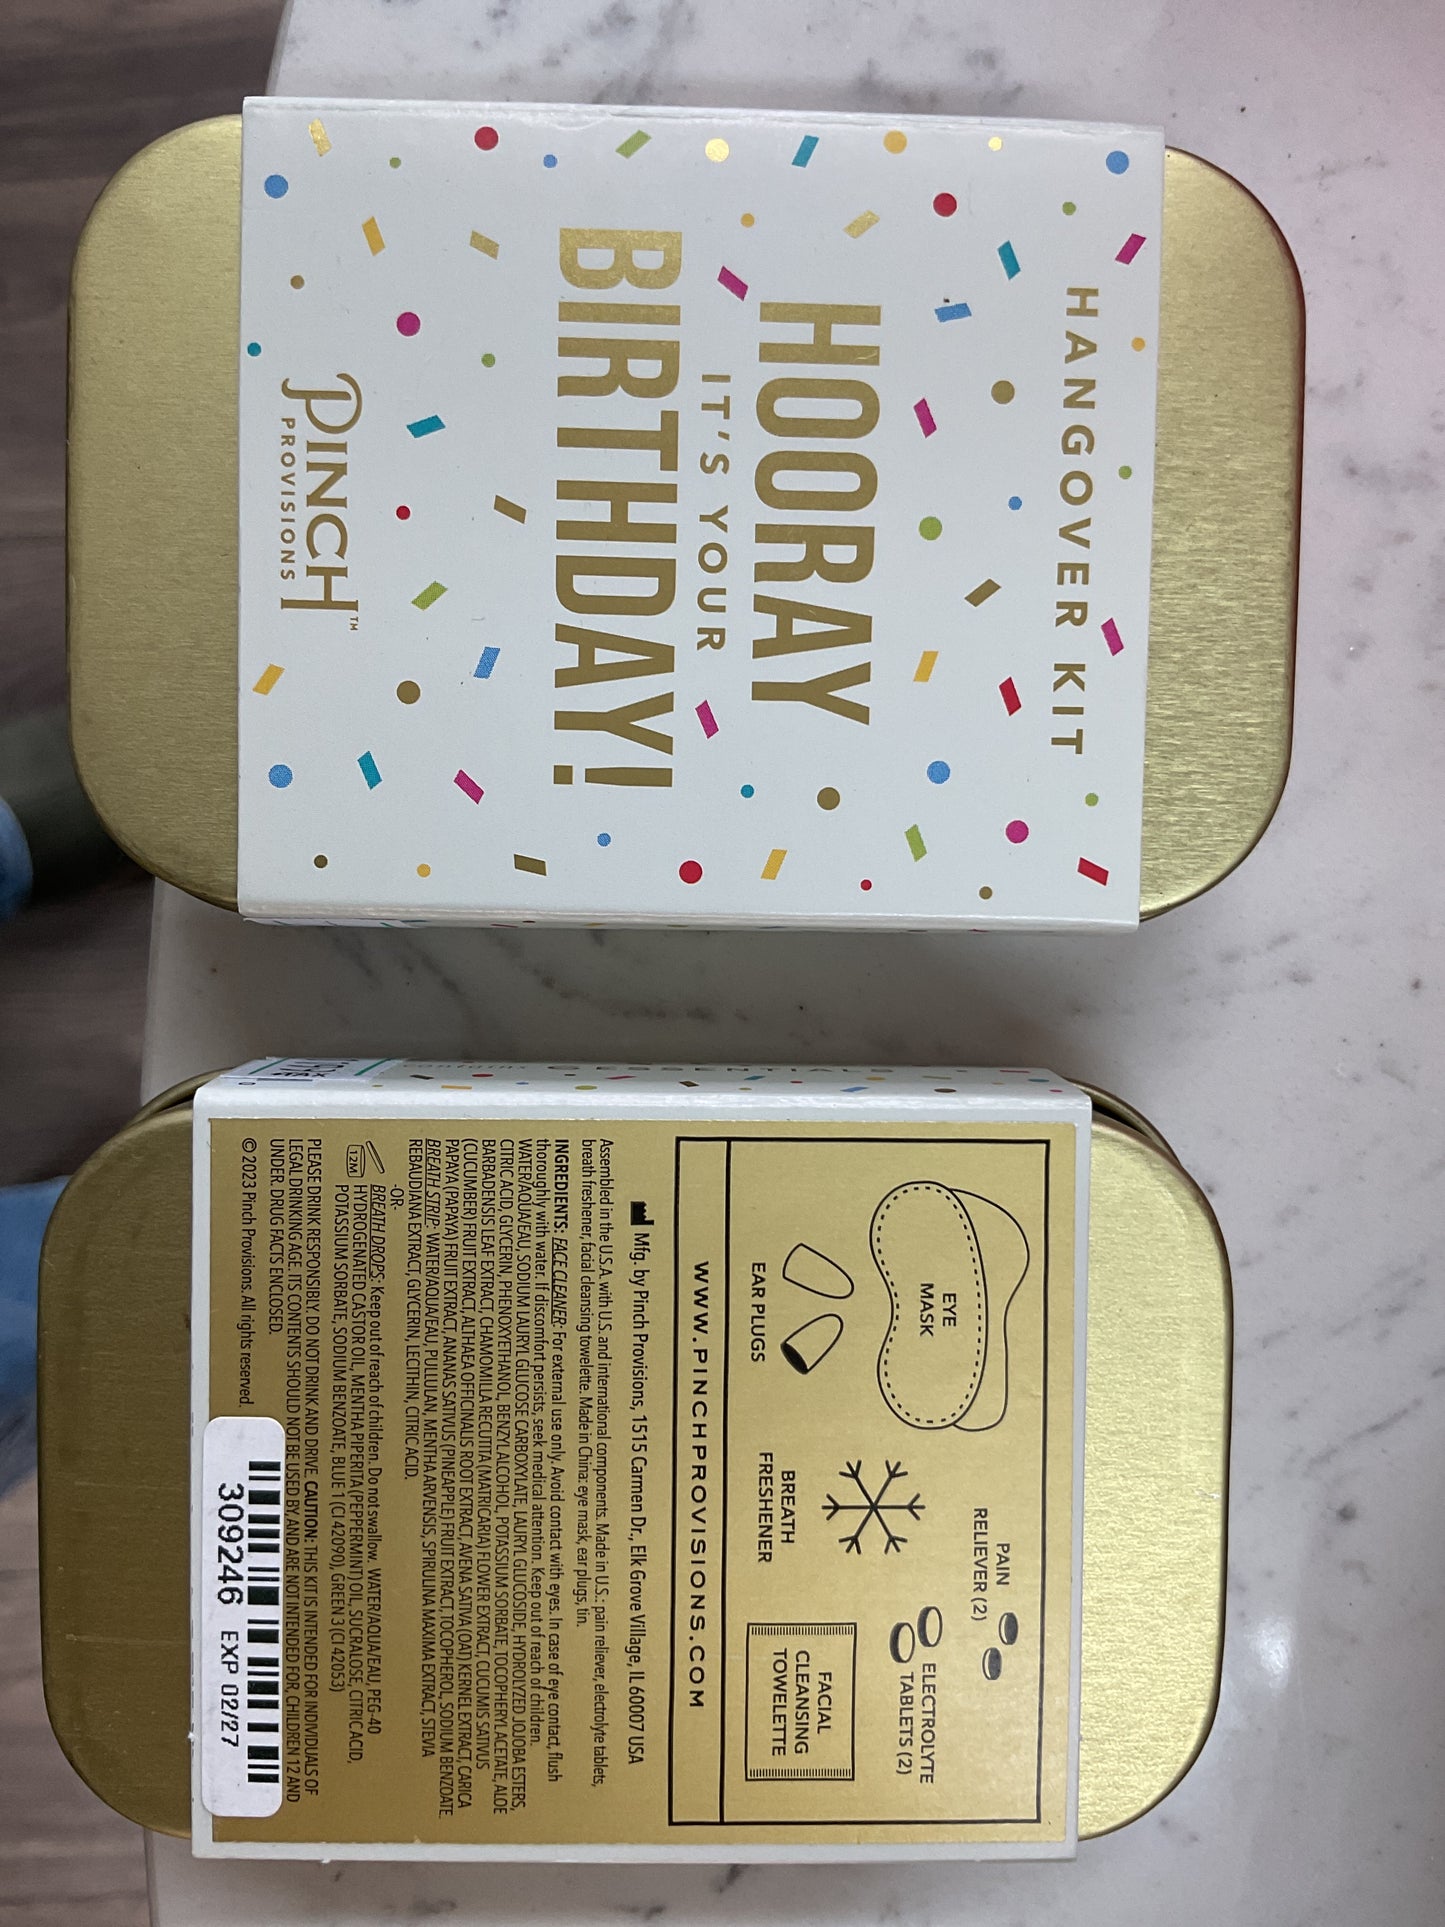 HANGOVER KIT
HOORAY
IT'S YOUR
BIRTHDAY!
PINCH™
PROVISIONS
ESSENTIALS
EYE
MASK
PAIN
RELIEVER (2)
ELECTROLYTE
TABLETS (2)
EAR PLUGS
BREATH
FRESHENER
FACIAL
CLEANSING
TOWELETTE
WWW.PINCHPROVISIONS.COM
Mfg. by Pinch Provisions, 1515 Carmen Dr., Elk Grove Village, IL 60007 USA
Assembled in the U.S.A. with U.S. and international components. Made in U.S.: pain reliever, electrolyte tablets,
breath freshener, facial cleansing towelette. Made in China: eye mask, ear plugs, tin.
INGREDIENTS: FACE CLEANER: For external use only. Avoid contact with eyes. In case of eye contact, flush
thoroughly with water. If discomfort persists, seek medical attention. Keep out of reach of children.
WATER/AQUA/EAU, SODIUM LAURYL GLUCOSE CARBOXYLATE, LAURYL GLUCOSIDE, HYDROLYZED JOJOBA ESTERS,
CITRIC ACID, GLYCERIN, PHENOXYETHANOL, BENZYL ALCOHOL, POTASSIUM SORBATE, TOCOPHERYL ACETATE, ALOE
BARBADENSIS LEAF EXTRACT, CHAMOMILLA RECUTITA (MATRICARIA) FLOWER EXTRACT, CUCUMIS SATIVUS
(CUCUMBER) FRUIT EXTRACT, ALTHAEA OFFICINALIS ROOT EXTRACT, AVENA SATIVA (OAT) KERNEL EXTRACT, CARICA
PAPAYA (PAPAYA) FRUIT EXTRACT, ANANAS SATIVUS (PINEAPPLE) FRUIT EXTRACT, TOCOPHEROL, SODIUM BENZOATE.
BREATH STRIP: WATER/AQUA/EAU, PULLULAN, MENTHA ARVENSIS, SPIRULINA MAXIMA EXTRACT, STEVIA
REBAUDIANA EXTRACT, GLYCERIN, LECITHIN, CITRIC ACID.
-OR-
BREATH DROPS: Keep out of reach of children. Do not swallow. WATER/AQUA/EAU, PEG-40
12M HYDROGENATED CASTOR OIL, MENTHA PIPERITA (PEPPERMINT) OIL, SUCRALOSE, CITRIC ACID,
POTASSIUM SORBATE, SODIUM BENZOATE, BLUE 1 (CI 42090), GREEN 3 (CI 42053)
PLEASE DRINK RESPONSIBLY. DO NOT DRINK AND DRIVE. CAUTION: THIS KIT IS INTENDED FOR INDIVIDUALS OF
LEGAL DRINKING AGE. ITS CONTENTS SHOULD NOT BE USED BY, AND ARE NOT INTENDED FOR, CHILDREN 12 AND
UNDER. DRUG FACTS ENCLOSED.
©2023 Pinch Provisions. All rights reserved.
309246 EXP 02/27